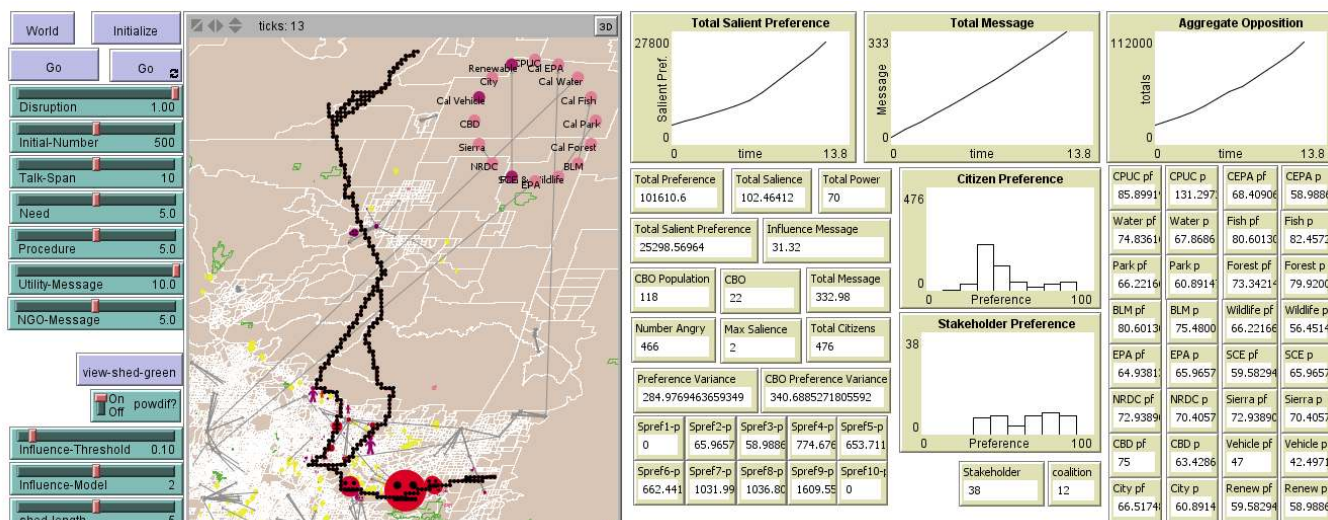 World
Initialize
Go
Go
Disruption 1.00
Initial-Number 500
Talk-Span 10
Need 5.0
Procedure 5.0
Utility-Message 10.0
NGO-Message 5.0
view-shed-green
On
Off powdif?
Influence-Threshold 0.10
Influence-Model 2
shed-length 5
ticks: 13
3D
CPUC
Renewable
Cal EPA
City
Cal Water
Cal Vehicle
Cal Fish
CBD
Cal Park
Sierra
Cal Forest
NRDC
BLM
EPA
Total Salient Preference
27800
Salient Pref.
0
0 time 13.8
Total Message
333
Message
0
0 time 13.8
Aggregate Opposition
112000
totals
0
0 time 13.8
Total Preference
101610.6
Total Salience
102.46412
Total Power
70
Total Salient Preference
25298.56964
Influence Message
31.32
CBO Population
118
CBO
22
Total Message
332.98
Number Angry
466
Max Salience
2
Total Citizens
476
Preference Variance
284.9769463659349
CBO Preference Variance
340.6885271805592
Spref1-p
0
Spref2-p
65.9657
Spref3-p
58.9886
Spref4-p
774.676
Spref5-p
653.711
Spref6-p
662.441
Spref7-p
1031.99
Spref8-p
1036.80
Spref9-p
1609.55
Spref10-p
0
Citizen Preference
476
0
0 Preference 100
Stakeholder Preference
38
0
0 Preference 100
Stakeholder
38
coalition
12
CPUC pf
85.8991
CPUC p
131.297
CEPA pf
68.4090
CEPA p
58.9886
Water pf
74.8361
Water p
67.8686
Fish pf
80.6013
Fish p
82.4572
Park pf
66.2216
Park p
60.8914
Forest pf
73.3421
Forest p
79.9200
BLM pf
80.6013
BLM p
75.4800
Wildlife pf
66.2216
Wildlife p
56.4514
EPA pf
64.9381
EPA p
65.9657
SCE pf
59.5829
SCE p
65.9657
NRDC pf
72.9389
NRDC p
70.4057
Sierra pf
72.9389
Sierra p
70.4057
CBD pf
75
CBD p
63.4286
Vehicle pf
47
Vehicle p
42.4971
City pf
66.5174
City p
60.8914
Renew pf
59.5829
Renew p
58.9886